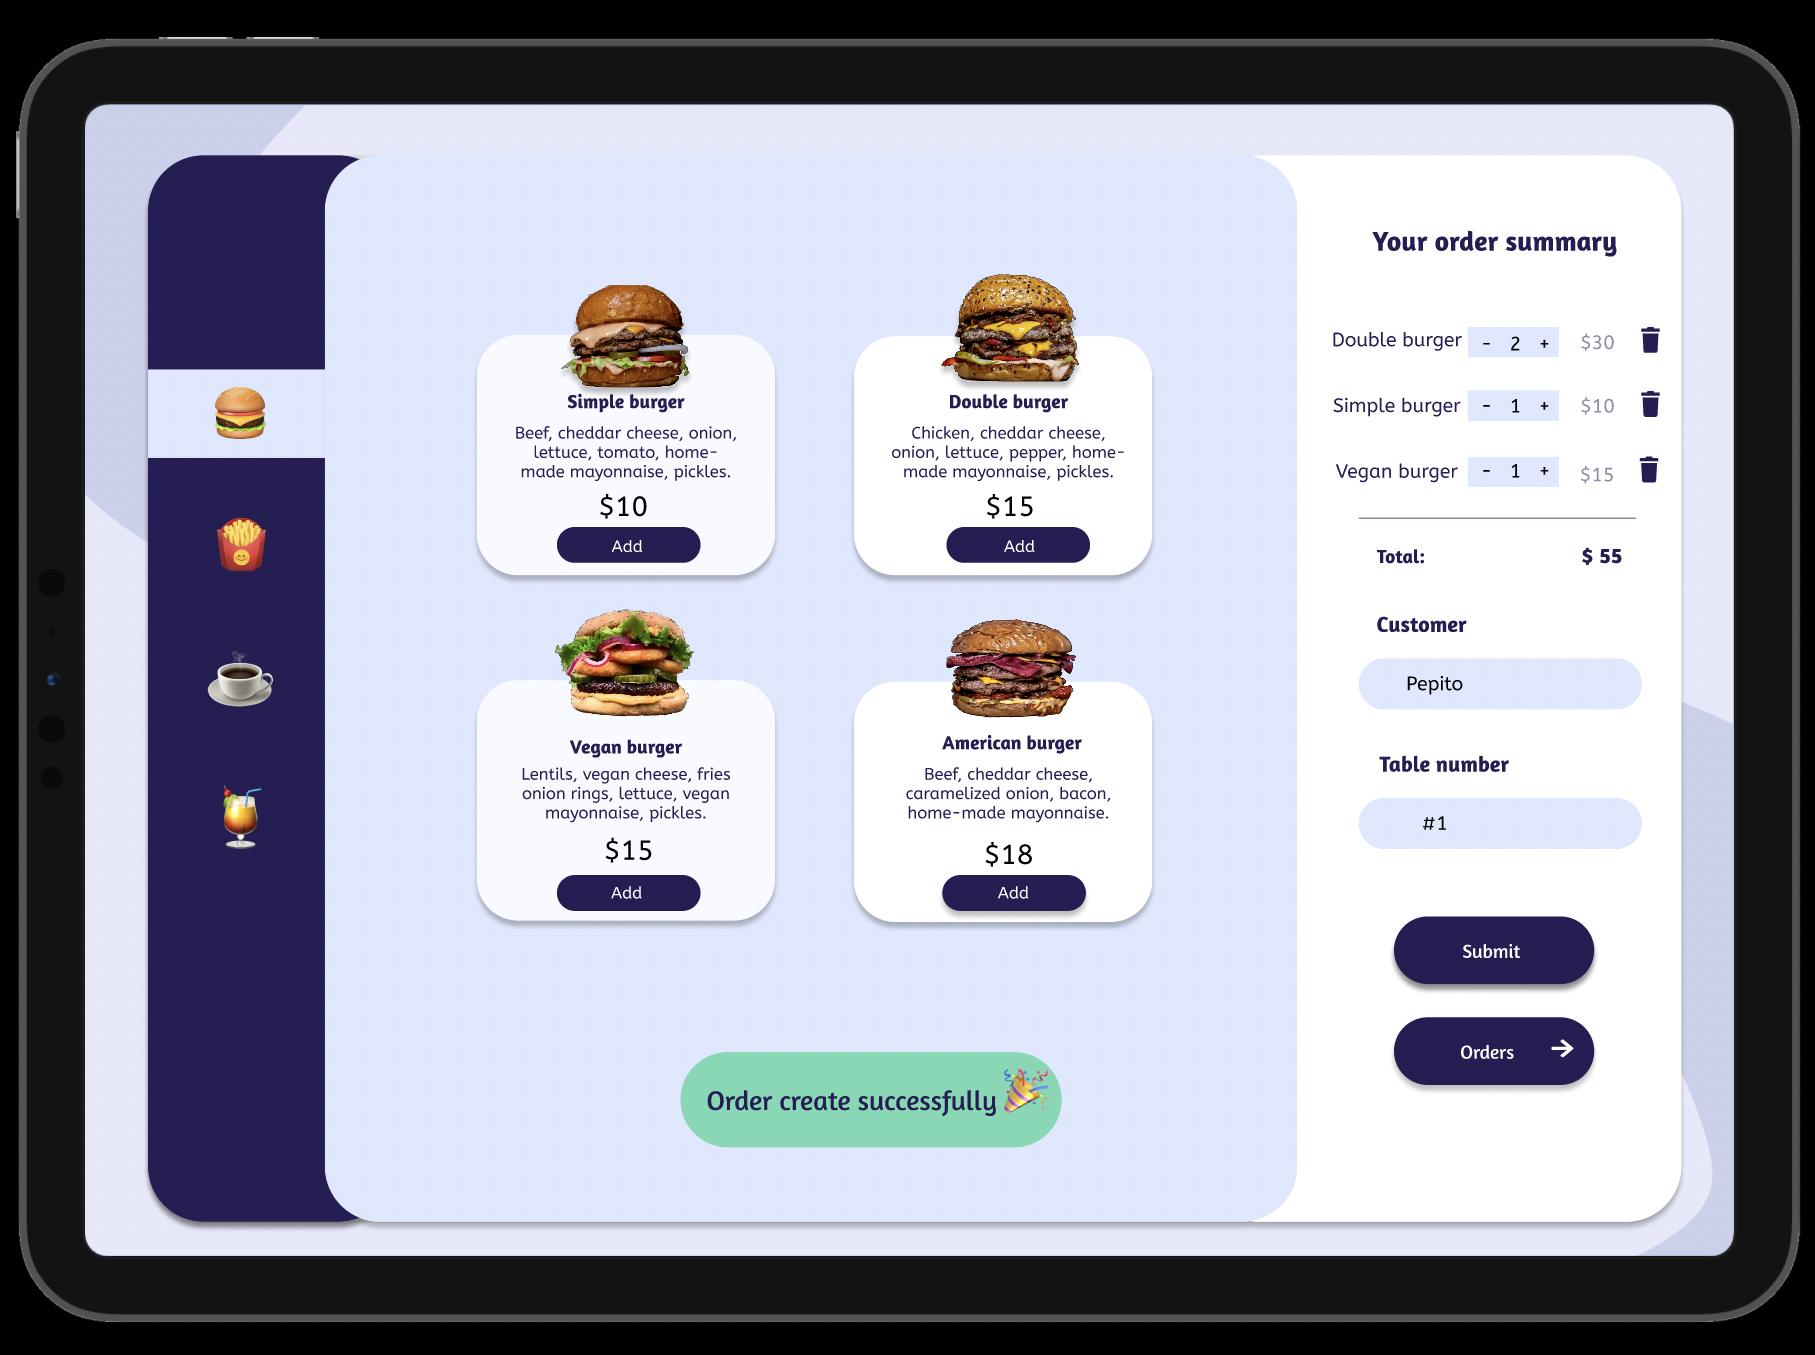 Simple burger
Beef, cheddar cheese, onion,
lettuce, tomato, home-
made mayonnaise, pickles.
$10
Add
Double burger
Chicken, cheddar cheese,
onion, lettuce, pepper, home-
made mayonnaise, pickles.
$15
Add
Vegan burger
Lentils, vegan cheese, fries
onion rings, lettuce, vegan
mayonnaise, pickles.
$15
Add
American burger
Beef, cheddar cheese,
caramelized onion, bacon,
home-made mayonnaise.
$18
Add
Order create successfully
Your order summary
Double burger - 2 + $30
Simple burger - 1 + $10
Vegan burger - 1 + $15
Total: $ 55
Customer
Pepito
Table number
#1
Submit
Orders →